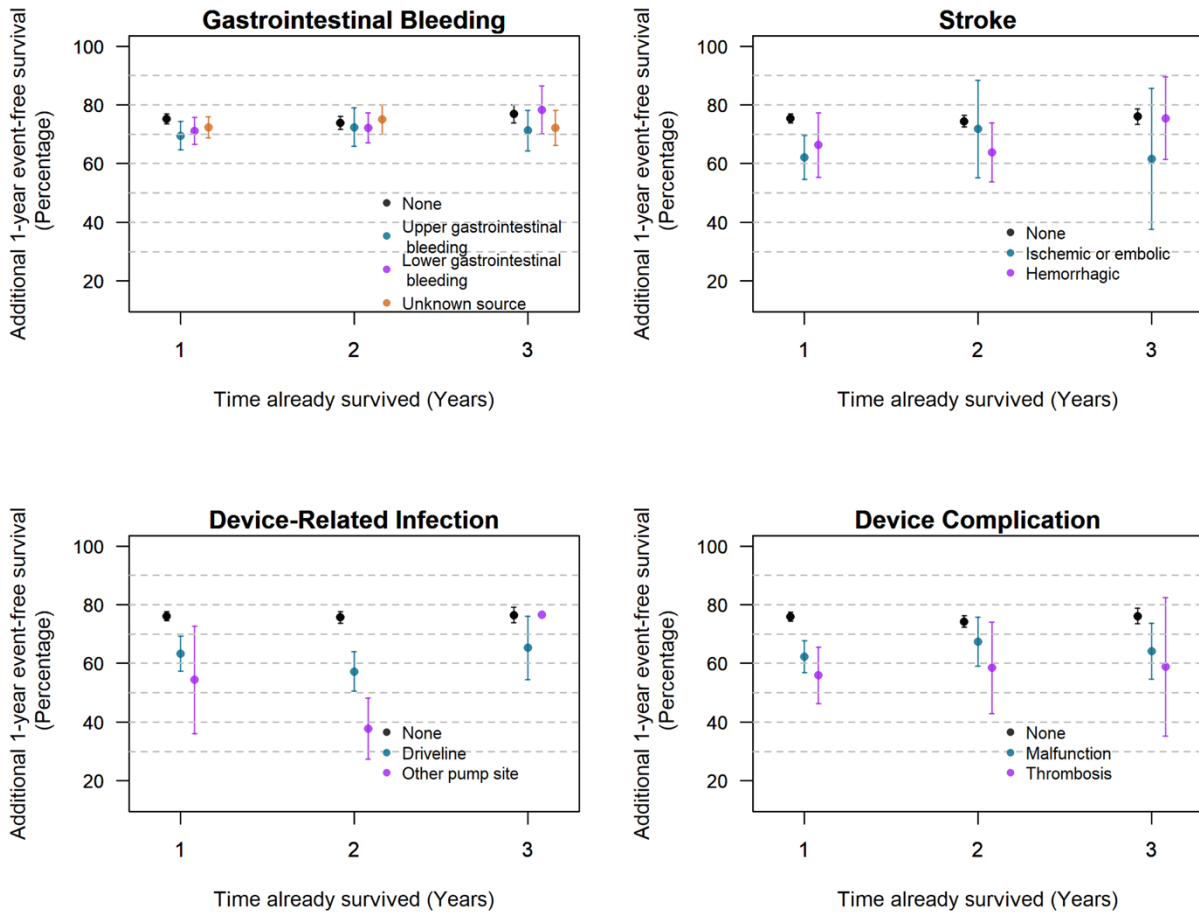 Gastrointestinal Bleeding
Additional 1-year event-free survival
(Percentage)
100
80
60
40
20
None
Upper gastrointestinal
bleeding
Lower gastrointestinal
bleeding
Unknown source
1
2
3
Time already survived (Years)
Stroke
Additional 1-year event-free survival
(Percentage)
100
80
60
40
20
None
Ischemic or embolic
Hemorrhagic
1
2
3
Time already survived (Years)
Device-Related Infection
Additional 1-year event-free survival
(Percentage)
100
80
60
40
20
None
Driveline
Other pump site
1
2
3
Time already survived (Years)
Device Complication
Additional 1-year event-free survival
(Percentage)
100
80
60
40
20
None
Malfunction
Thrombosis
1
2
3
Time already survived (Years)